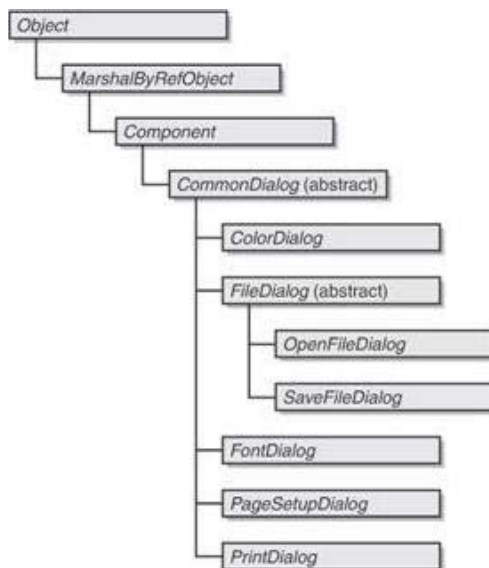 Object
MarshalByRefObject
Component
CommonDialog (abstract)
ColorDialog
FileDialog (abstract)
OpenFileDialog
SaveFileDialog
FontDialog
PageSetupDialog
PrintDialog